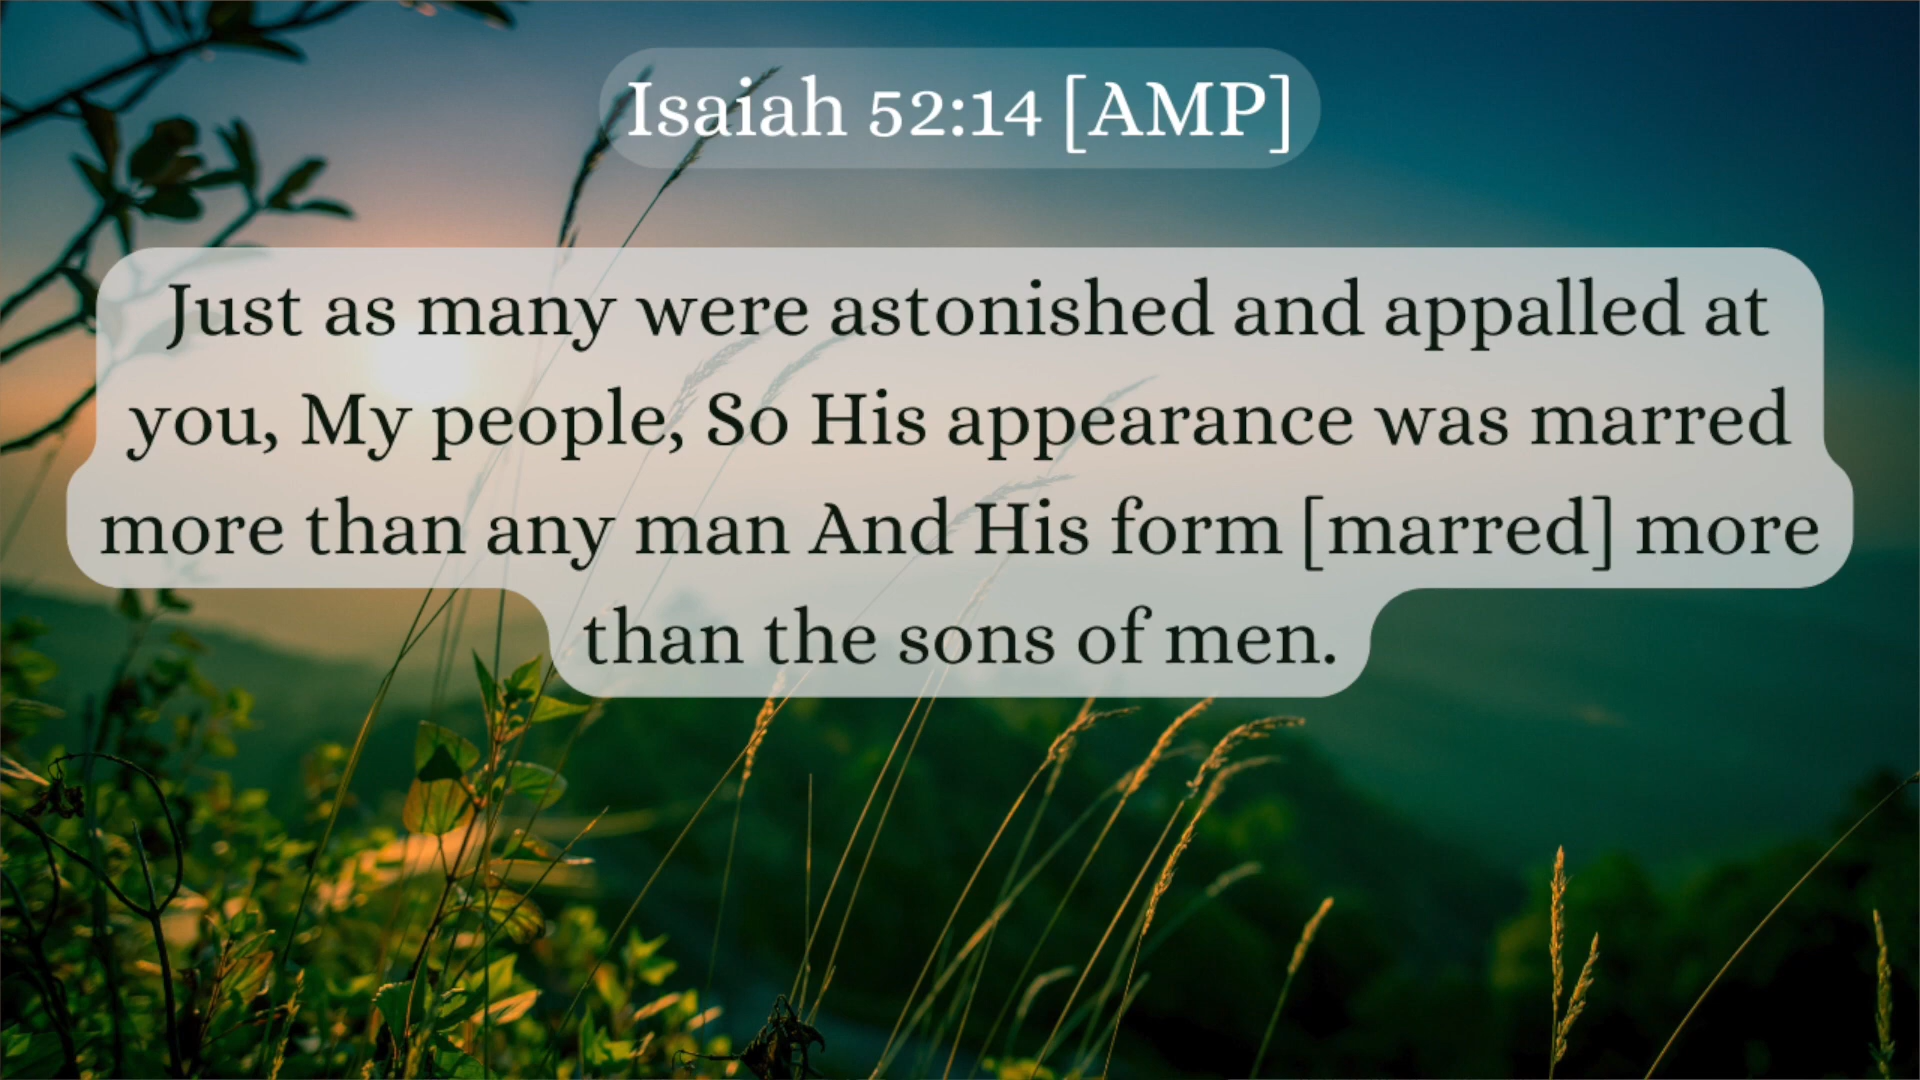 Isaiah 52:14 [AMP]
Just as many were astonished and appalled at
you, My people, So His appearance was marred
more than any man And His form [marred] more
than the sons of men.